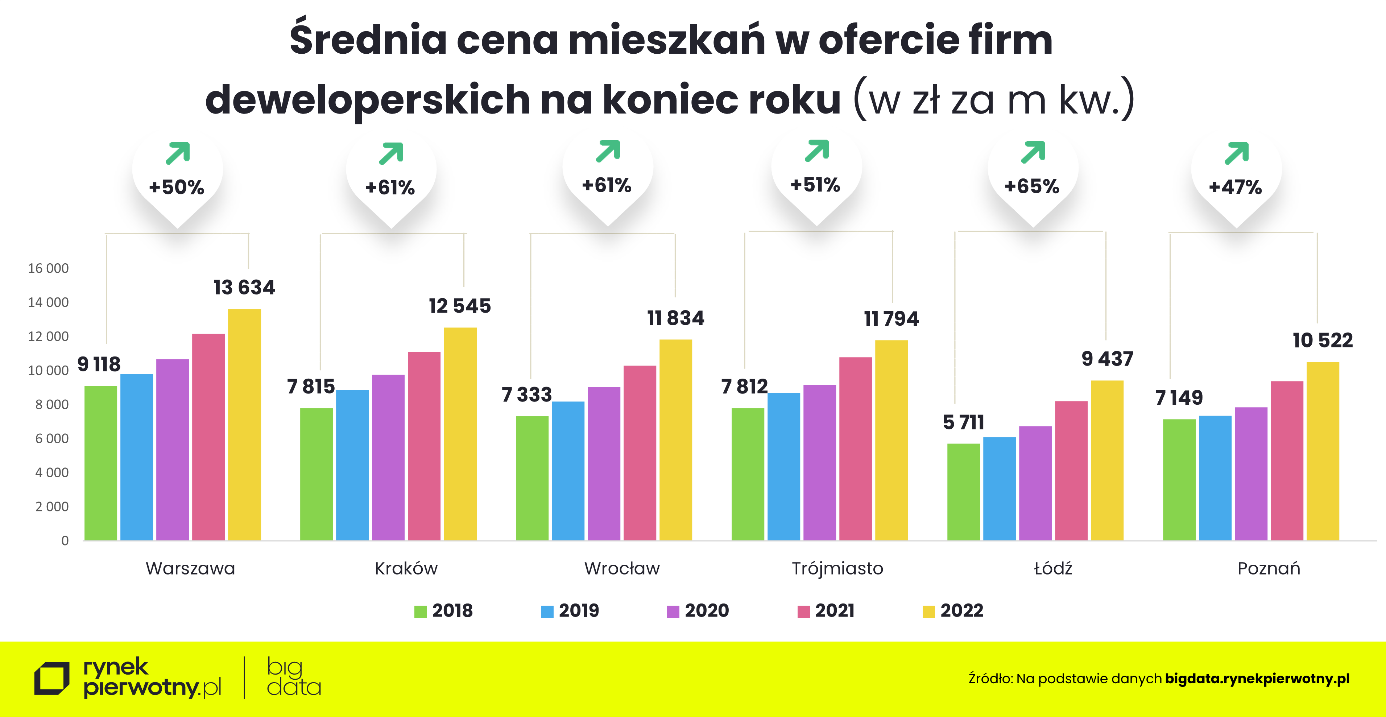 Średnia cena mieszkań w ofercie firm
deweloperskich na koniec roku (w zł za m kw.)
+50%
+61%
+61%
+51%
+65%
+47%
16 000
14 000
12 000
10 000
8 000
6 000
4 000
2 000
0
9 118
13 634
7 815
12 545
7 333
11 834
7 812
11 794
5 711
9 437
7 149
10 522
Warszawa
Kraków
Wrocław
Trójmiasto
Łódź
Poznań
2018
2019
2020
2021
2022
rynek
pierwotny.pl
big
data
Źródło: Na podstawie danych bigdata.rynekpierwotny.pl